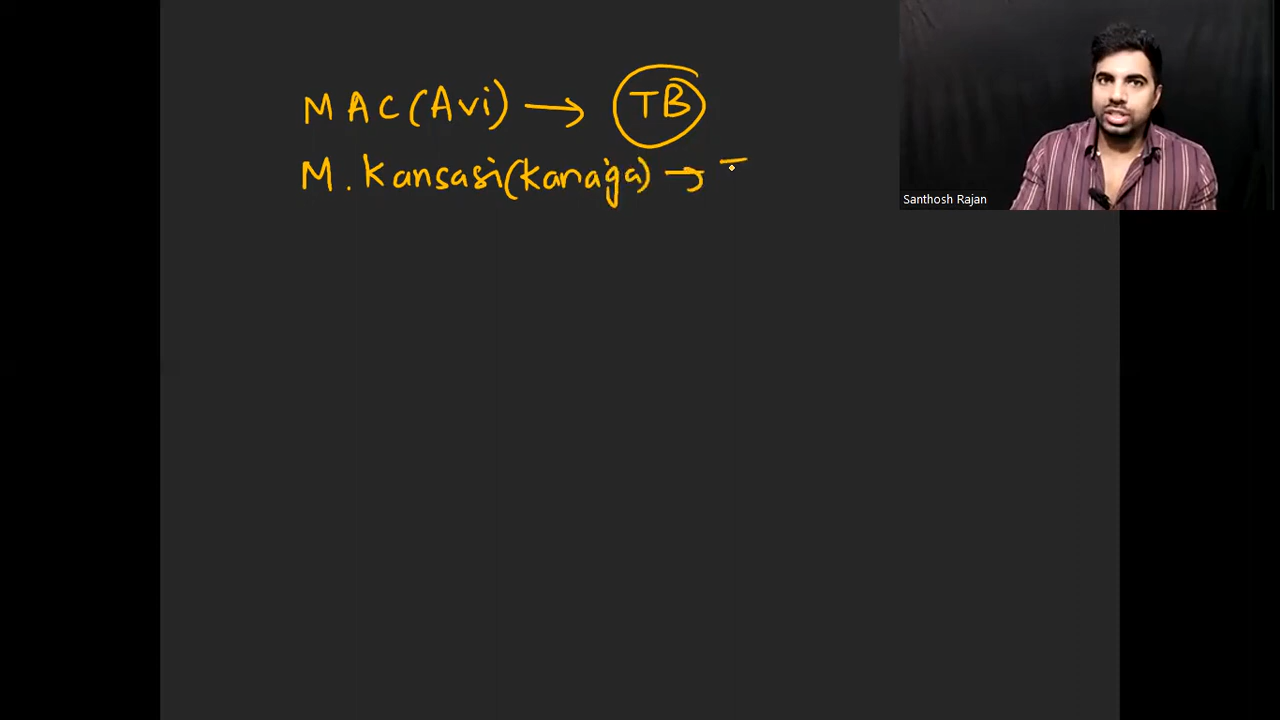 MAC (Avi) → TB
M. Kansasi (Kanaga) → T
Santhosh Rajan